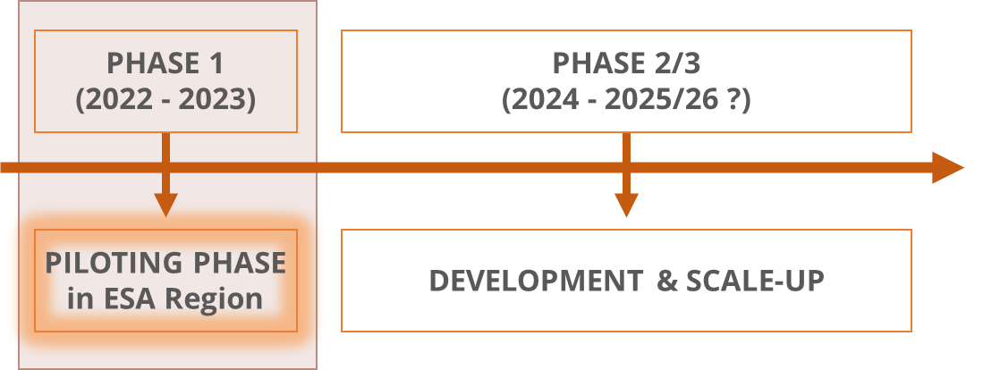 PHASE 1
(2022 - 2023)
PHASE 2/3
(2024 - 2025/26 ?)
PILOTING PHASE
in ESA Region
DEVELOPMENT & SCALE-UP